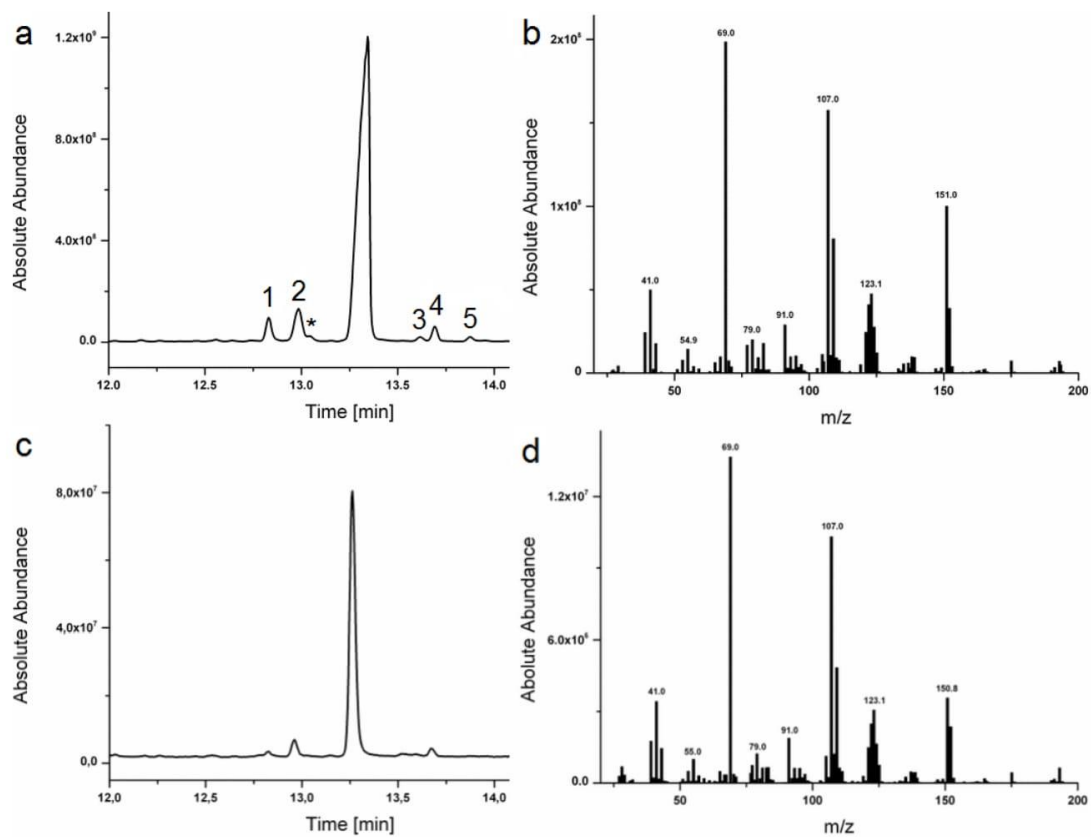 a
1.2x10⁹
8.0x10⁸
4.0x10⁸
0.0
Absolute Abundance
1 2 * 3 4 5
12.0 12.5 13.0 13.5 14.0
Time [min]
b
2x10⁸
1x10⁸
0
Absolute Abundance
69.0
107.0
151.0
41.0
123.1
91.0
79.0
54.9
50 100 150 200
m/z
c
8,0x10⁷
4,0x10⁷
0,0
Absolute Abundance
12,0 12,5 13,0 13,5 14,0
Time [min]
d
1.2x10⁷
6.0x10⁶
0.0
Abolute Abundance
69.0
107.0
41.0
150.8
123.1
91.0
55.0
79.0
50 100 150 200
m/z